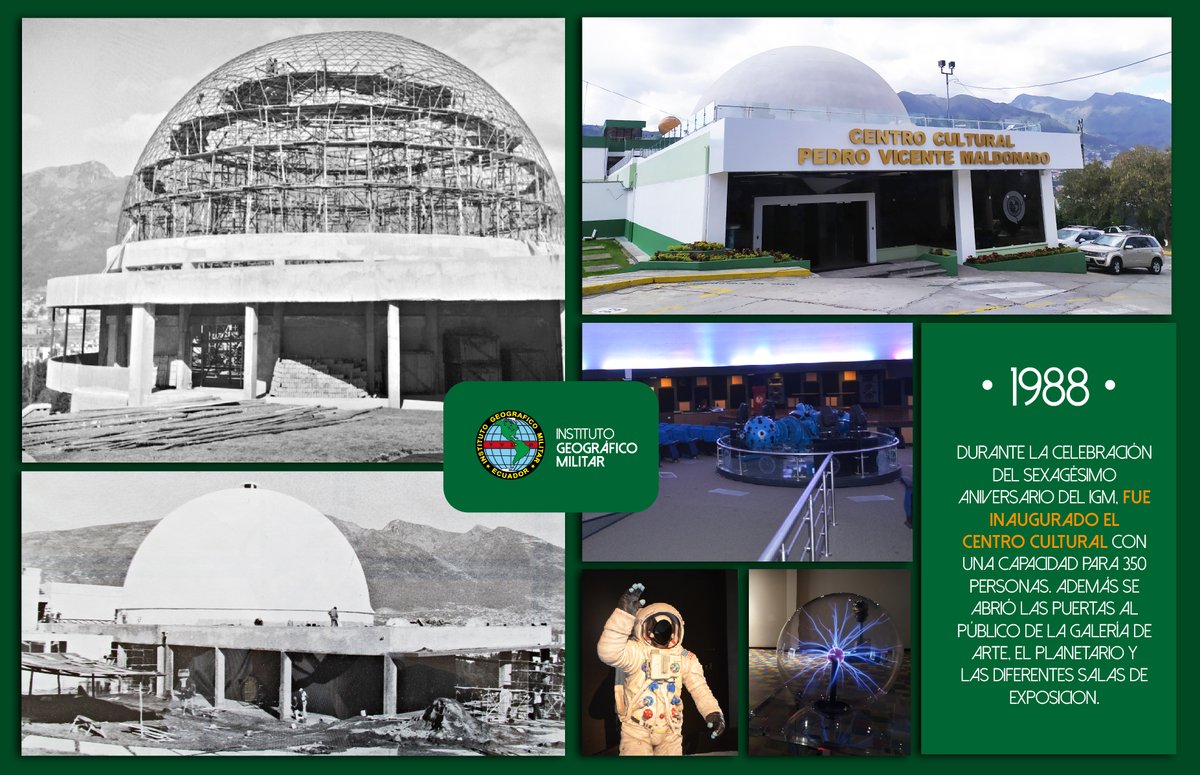 CENTRO CULTURAL
PEDRO VICENTE MALDONADO
INSTITUTO GEOGRAFICO MILITAR
• ECUADOR •
INSTITUTO
GEOGRÁFICO
MILITAR
• 1988 •
DURANTE LA CELEBRACIÓN
DEL SEXAGÉSIMO
ANIVERSARIO DEL IGM, FUE
INAUGURADO EL
CENTRO CULTURAL CON
UNA CAPACIDAD PARA 350
PERSONAS. ADEMÁS SE
ABRIÓ LAS PUERTAS AL
PÚBLICO DE LA GALERÍA DE
ARTE, EL PLANETARIO Y
LAS DIFERENTES SALAS DE
EXPOSICION.